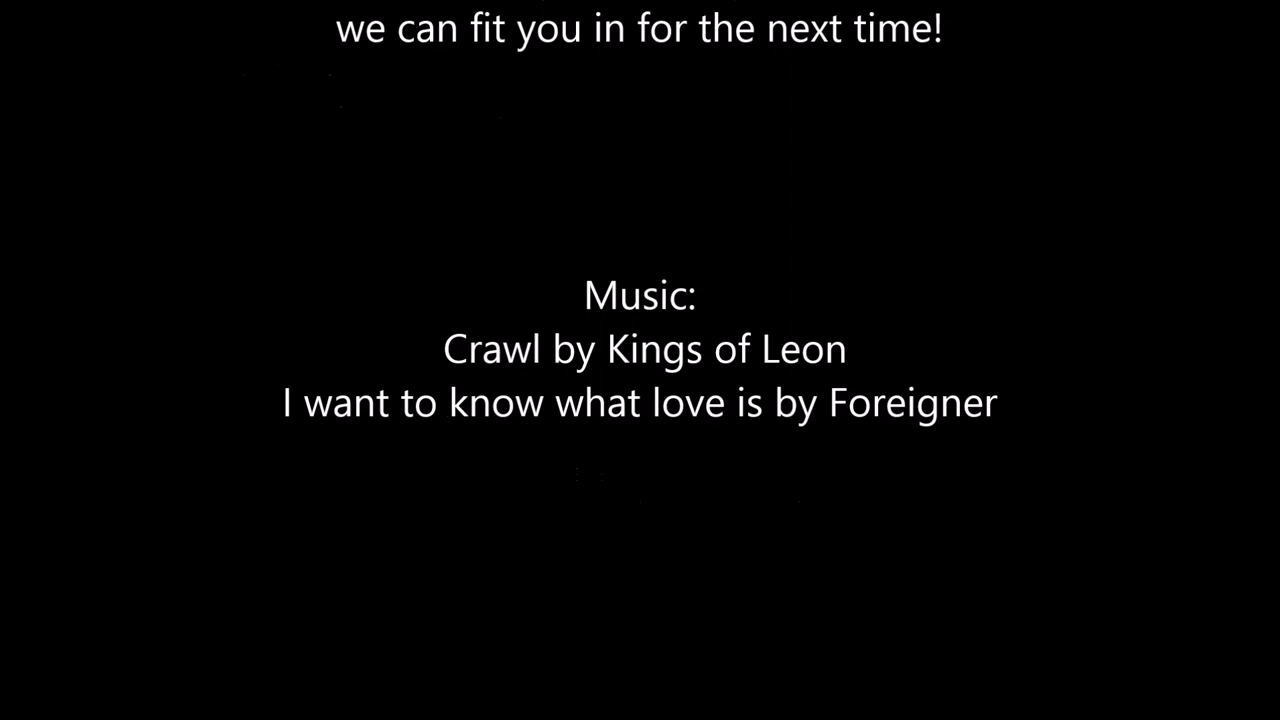 we can fit you in for the next time!
Music:
Crawl by Kings of Leon
I want to know what love is by Foreigner